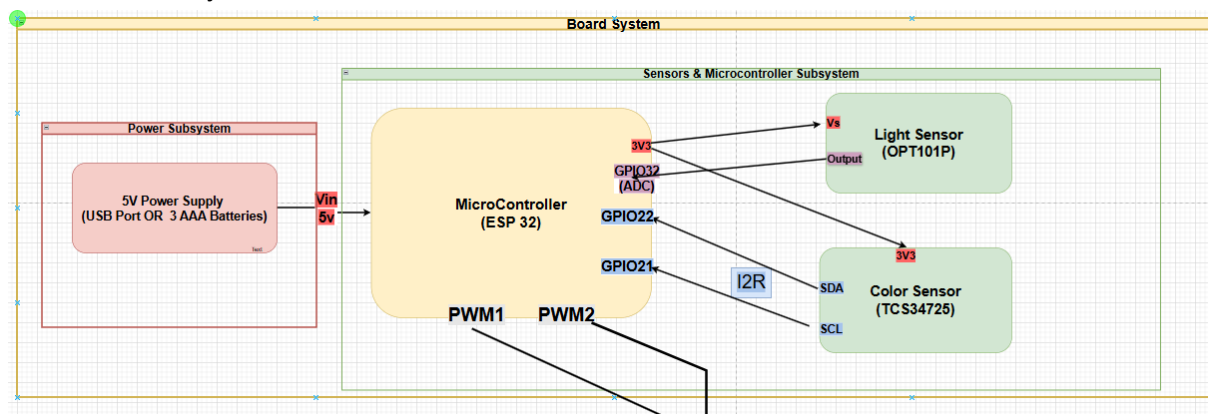 Board System
Sensors & Microcontroller Subsystem
Power Subsystem
5V Power Supply
(USB Port OR 3 AAA Batteries)
Text
Vin
5v
MicroController
(ESP 32)
3V3
GPIO32
(ADC)
GPIO22
GPIO21
PWM1 PWM2
Vs
Output
Light Sensor
(OPT101P)
I2R
3V3
SDA
SCL
Color Sensor
(TCS34725)